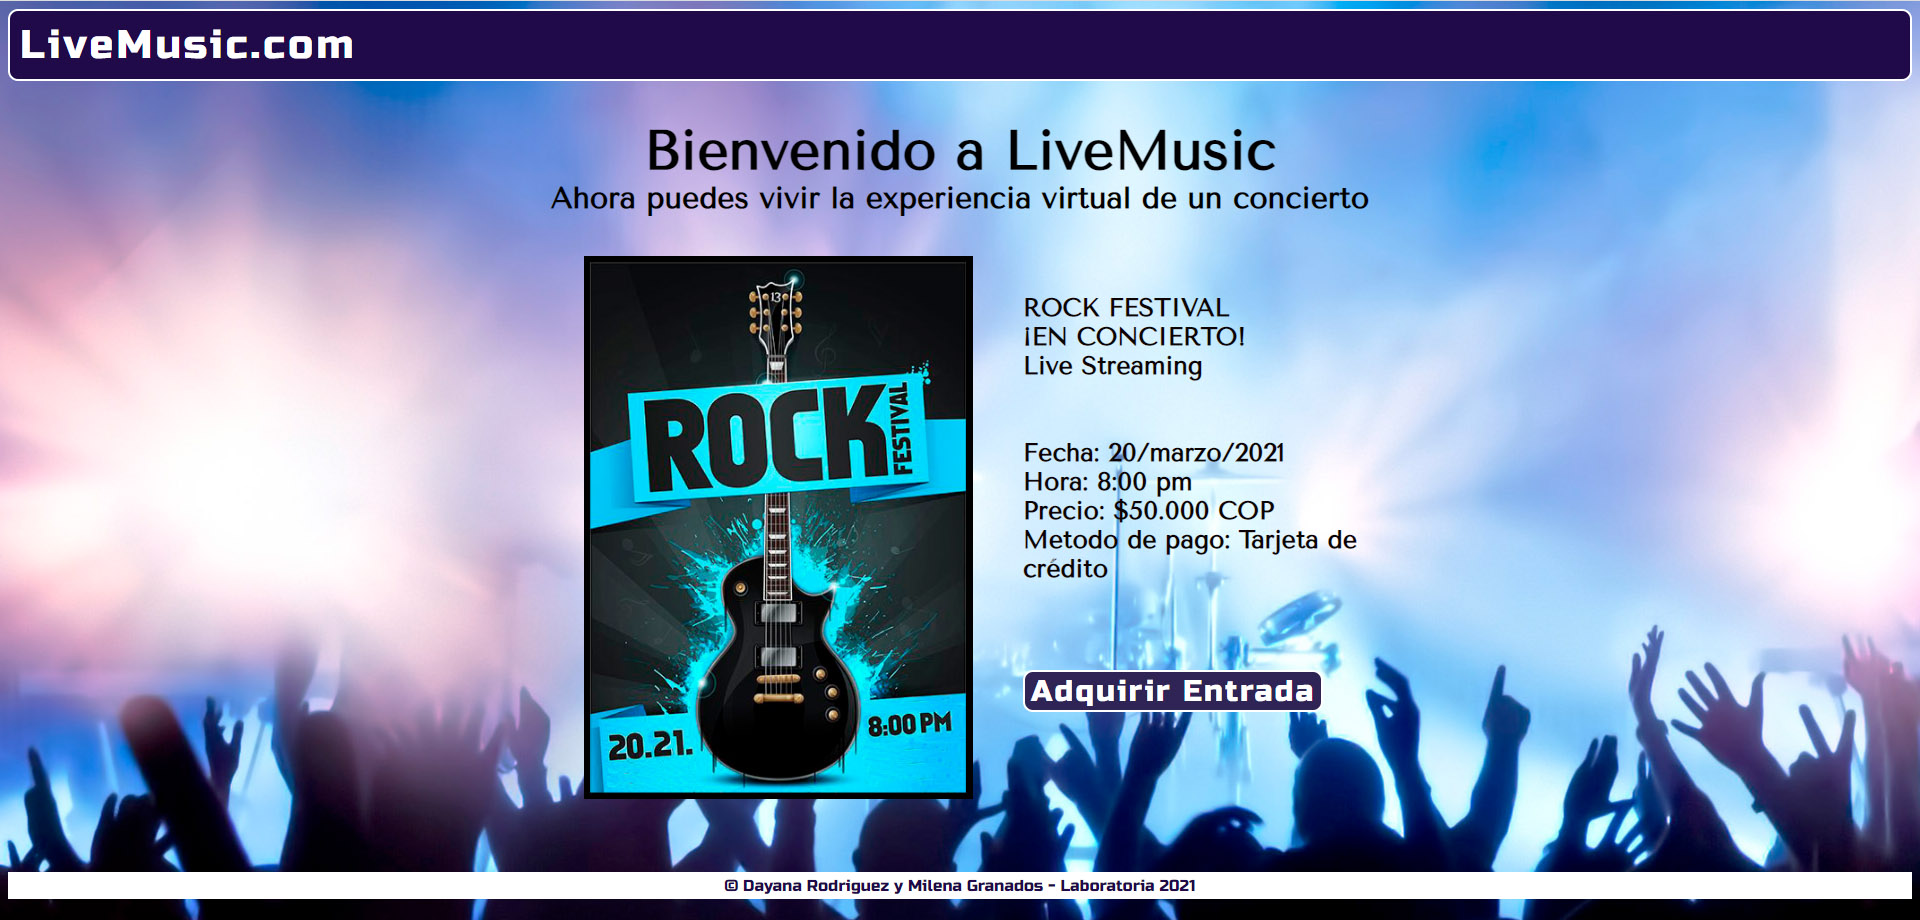 LiveMusic.com
Bienvenido a LiveMusic
Ahora puedes vivir la experiencia virtual de un concierto
13
ROCK
FESTIVAL
20.21.
8:00 PM
ROCK FESTIVAL
¡EN CONCIERTO!
Live Streaming
Fecha: 20/marzo/2021
Hora: 8:00 pm
Precio: $50.000 COP
Metodo de pago: Tarjeta de
crédito
Adquirir Entrada
© Dayana Rodriguez y Milena Granados - Laboratoria 2021